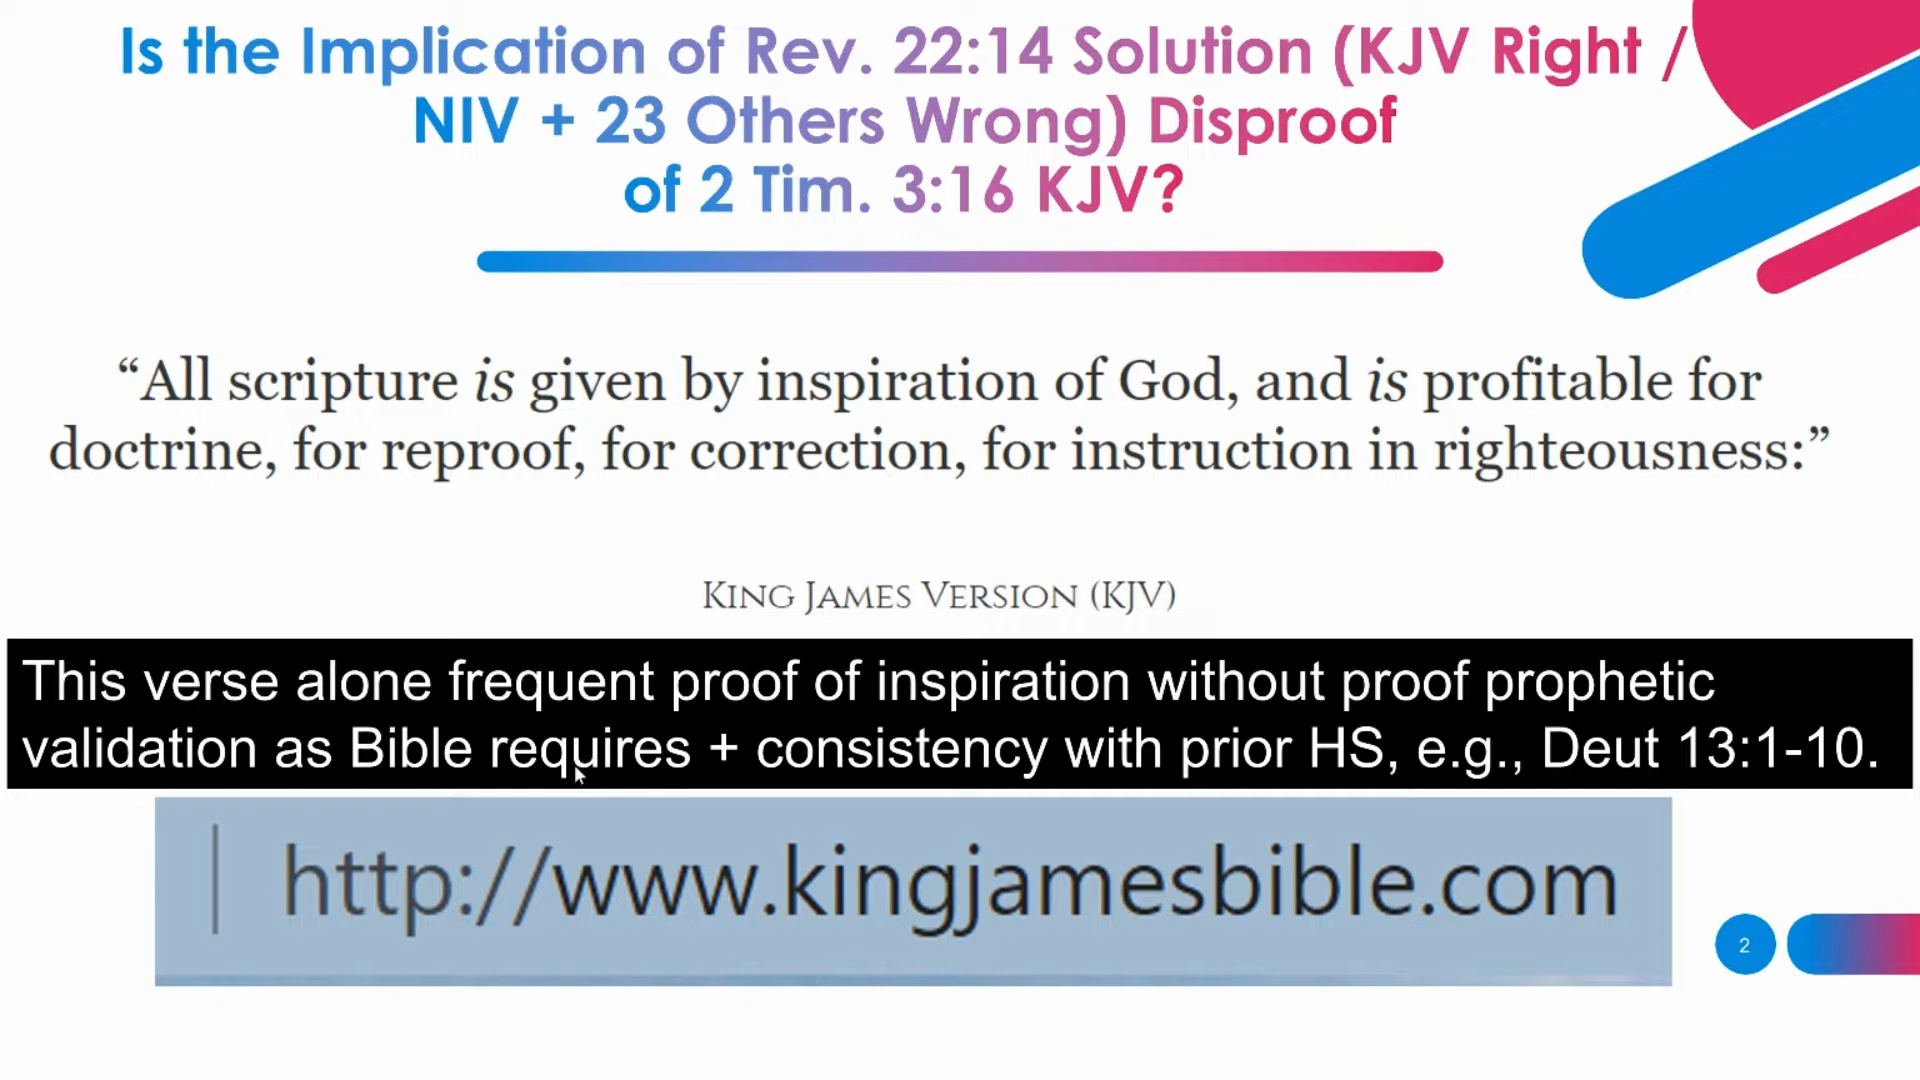 Is the Implication of Rev. 22:14 Solution (KJV Right /
NIV + 23 Others Wrong) Disproof
of 2 Tim. 3:16 KJV?
“All scripture is given by inspiration of God, and is profitable for
doctrine, for reproof, for correction, for instruction in righteousness:”
King James Version (KJV)
This verse alone frequent proof of inspiration without proof prophetic
validation as Bible requires + consistency with prior HS, e.g., Deut 13:1-10.
http://www.kingjamesbible.com
2